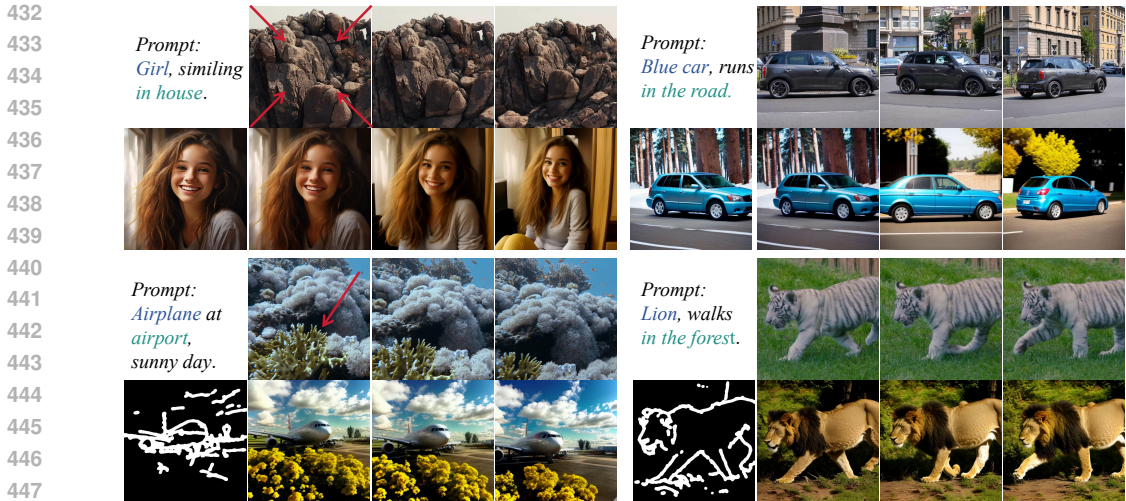 432
433
434
435
436
437
438
439
440
441
442
443
444
445
446
447
Prompt:
Girl, similing
in house.
Prompt:
Blue car, runs
in the road.
Prompt:
Airplane at
airport,
sunny day.
Prompt:
Lion, walks
in the forest.